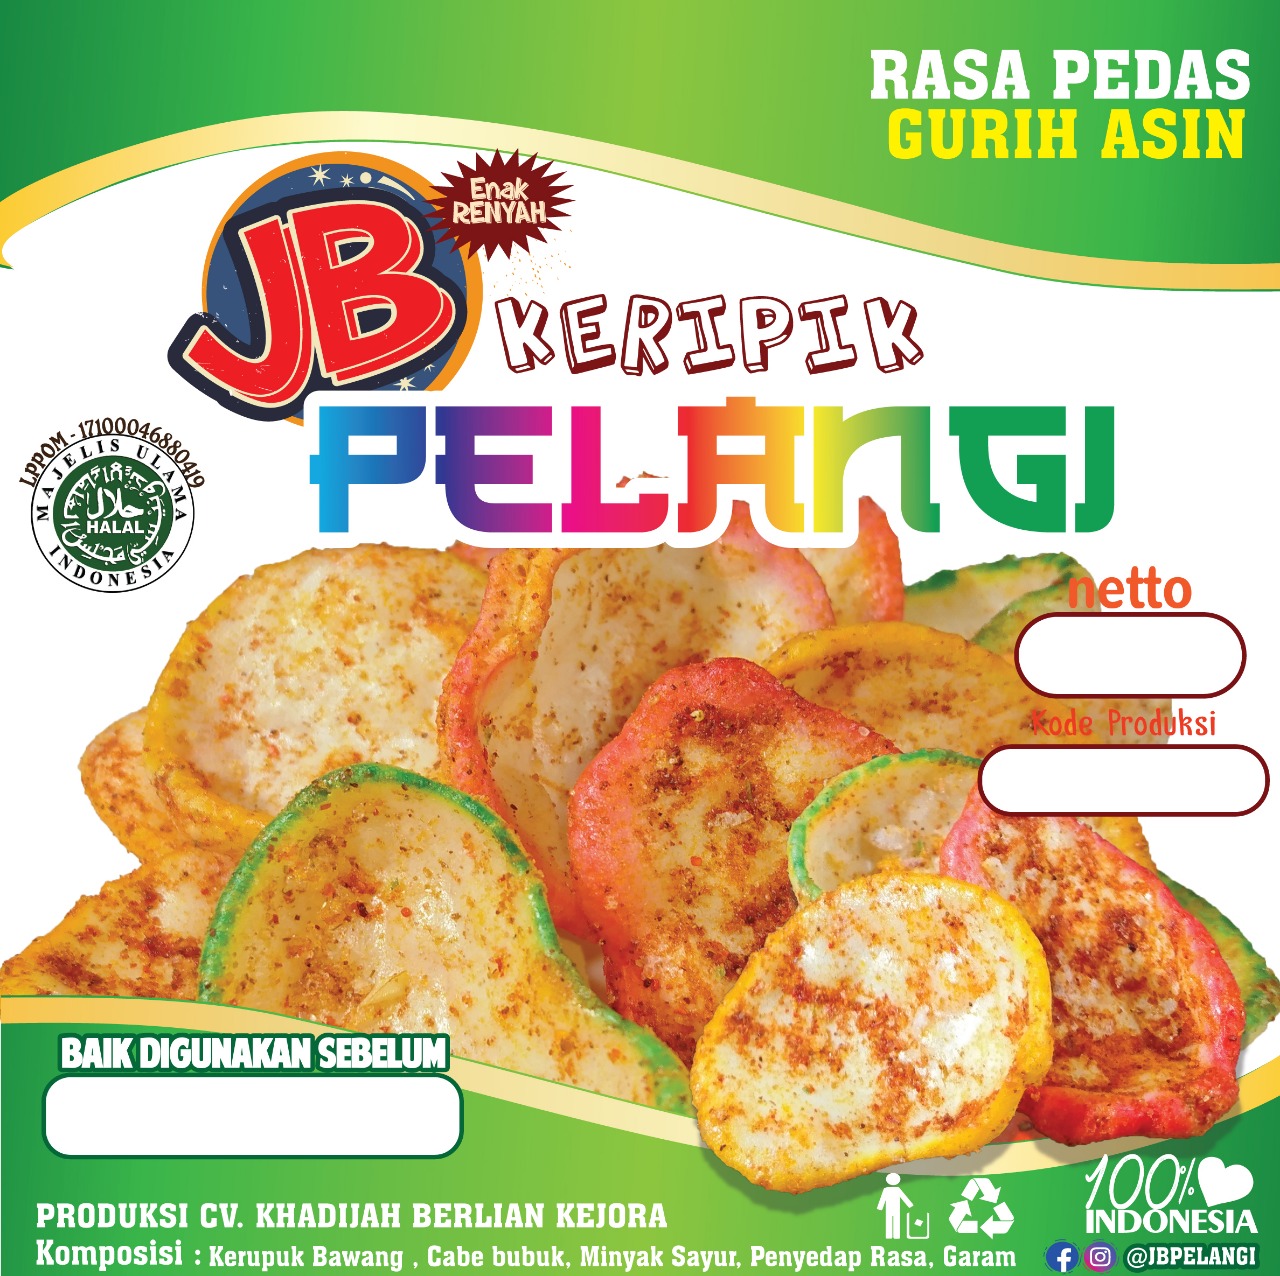 RASA PEDAS
GURIH ASIN
Enak
RENYAH
JB
KERIPIK
PELANGI
LPPOM - 17100046880419
MAJELIS ULAMA
حلال
HALAL
INDONESIA
netto
Kode Produksi
BAIK DIGUNAKAN SEBELUM
100%
INDONESIA
PRODUKSI CV. KHADIJAH BERLIAN KEJORA
Komposisi : Kerupuk Bawang , Cabe bubuk, Minyak Sayur, Penyedap Rasa, Garam
@JBPELANGI